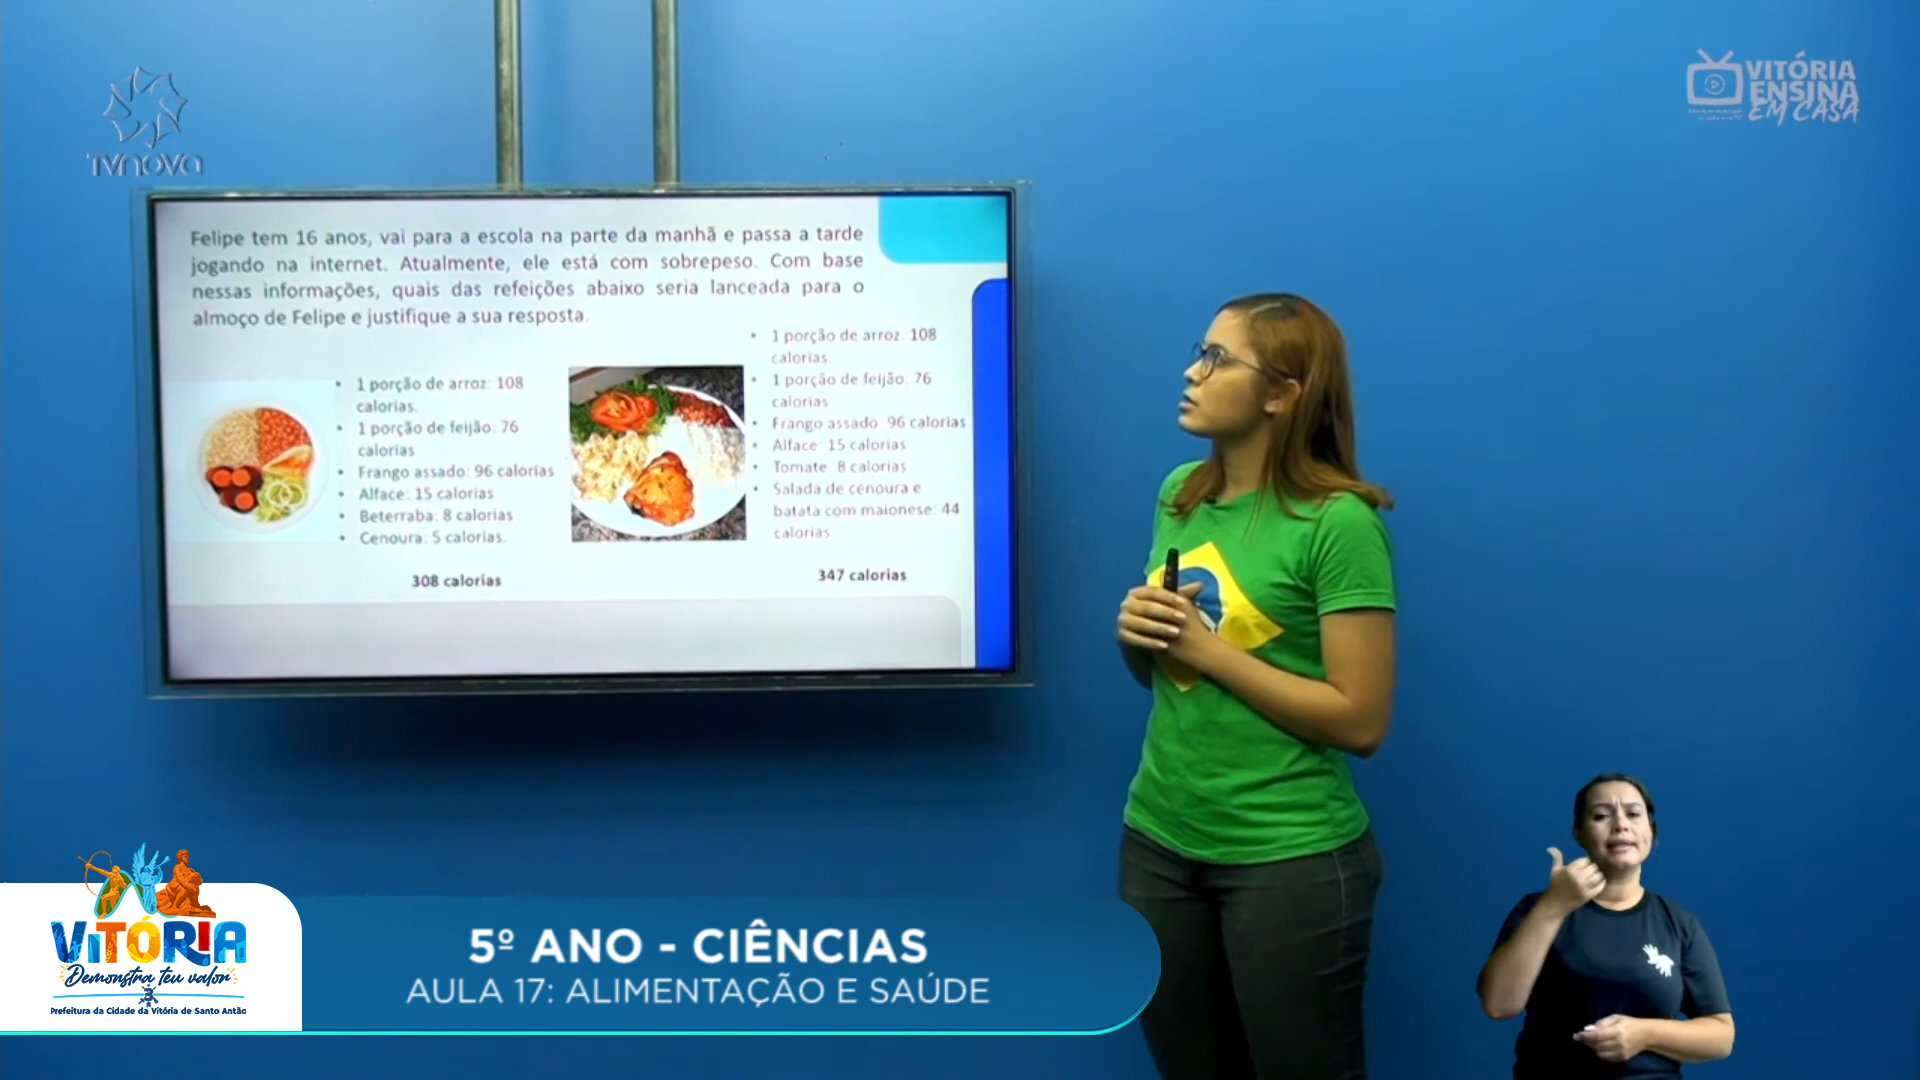 TVNOVA
VITÓRIA
ENSINA
EM CASA
Felipe tem 16 anos, vai para a escola na parte da manhã e passa a tarde
jogando na internet. Atualmente, ele está com sobrepeso. Com base
nessas informações, quais das refeições abaixo seria lanceada para o
almoço de Felipe e justifique a sua resposta.
• 1 porção de arroz: 108
calorias.
• 1 porção de feijão: 76
calorias
• Frango assado: 96 calorias
• Alface: 15 calorias
• Beterraba: 8 calorias
• Cenoura: 5 calorias.
308 calorias
• 1 porção de arroz: 108
calorias
• 1 porção de feijão: 76
calorias
• Frango assado 96 calorias
• Alface 15 calorias
• Tomate 8 calorias
• Salada de cenoura e
batata com maionese: 44
calorias
347 calorias
VITÓRIA
Demonstra teu valor
Prefeitura da Cidade da Vitória de Santo Antão
5º ANO - CIÊNCIAS
AULA 17: ALIMENTAÇÃO E SAÚDE